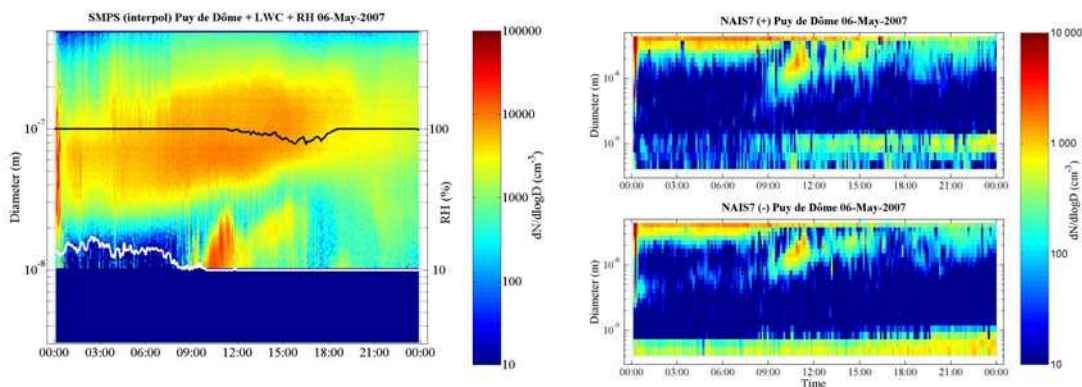 SMPS (interpol) Puy de Dôme + LWC + RH 06-May-2007
Diameter (m)
10⁻⁷
10⁻⁸
00:00 03:00 06:00 09:00 12:00 15:00 18:00 00:00
100
10
RH (%)
100000
10000
1000
100
10
dN/dlogD (cm⁻³)
NAIS7 (+) Puy de Dôme 06-May-2007
Diameter (m)
10⁻⁸
10⁻⁹
00:00 03:00 06:00 09:00 12:00 15:00 18:00 21:00 00:00
NAIS7 (-) Puy de Dôme 06-May-2007
Diameter (m)
10⁻⁸
10⁻⁹
00:00 03:00 06:00 09:00 12:00 15:00 18:00 21:00 00:00
Time
10 000
1 000
100
10
dN/dlogD (cm⁻³)